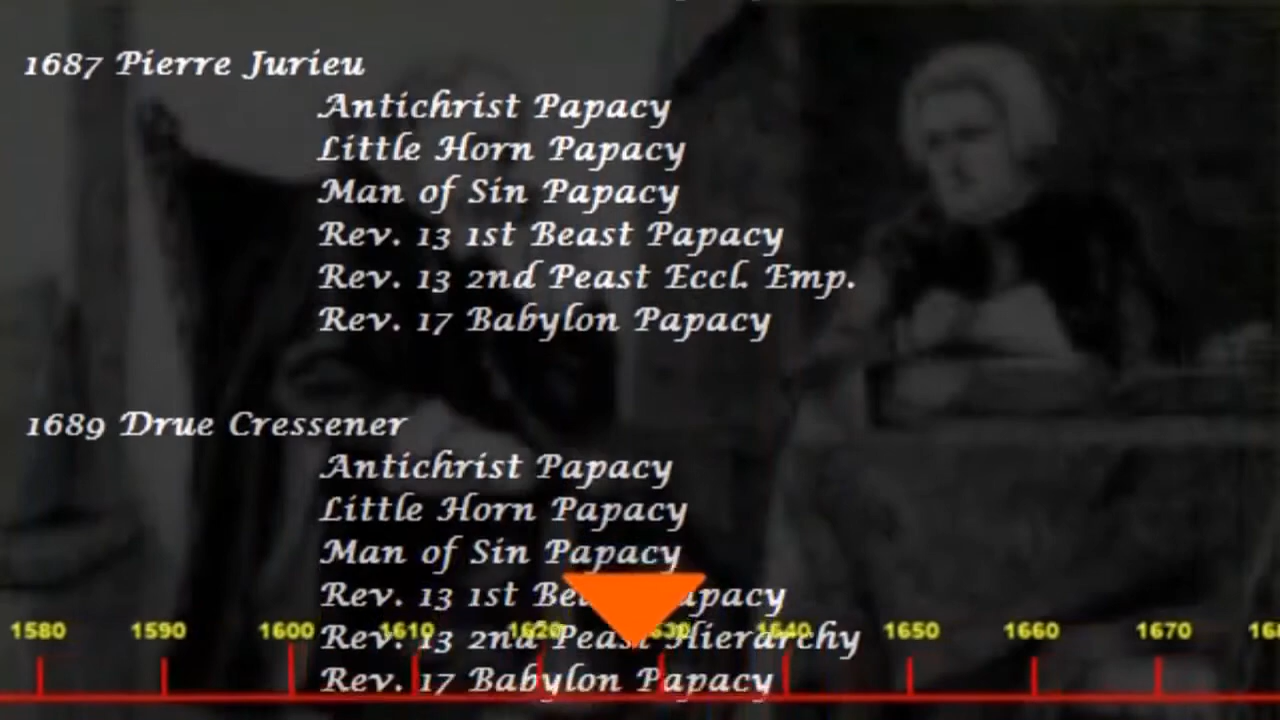 1687 Pierre Jurieu
Antichrist Papacy
Little Horn Papacy
Man of Sin Papacy
Rev. 13 1st Beast Papacy
Rev. 13 2nd Peast Eccl. Emp.
Rev. 17 Babylon Papacy
1689 Drue Cressener
Antichrist Papacy
Little Horn Papacy
Man of Sin Papacy
Rev. 13 1st
Rev. 13 2nd Peast Hierarchy
1580 1590 1600 1610 1620 1640 1650 1660 1670
Rev. 17 Babylon Papacy